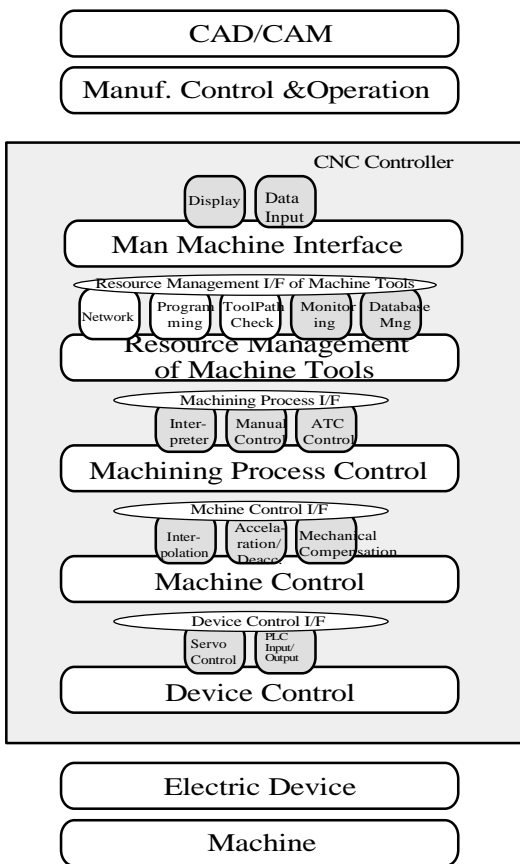 CAD/CAM
Manuf. Control &Operation
CNC Controller
Display
Data
Input
Man Machine Interface
Resource Management I/F of Machine Tools
Network
Program
ming
ToolPath
Check
Monitor
ing
Database
Mng
Resource Management
of Machine Tools
Machining Process I/F
Inter-
preter
Manual
Control
ATC
Control
Machining Process Control
Mchine Control I/F
Inter-
polation
Accela-
ration/
Deacc.
Mechanical
Compensation
Machine Control
Device Control I/F
Servo
Control
PLC
Input/
Output
Device Control
Electric Device
Machine